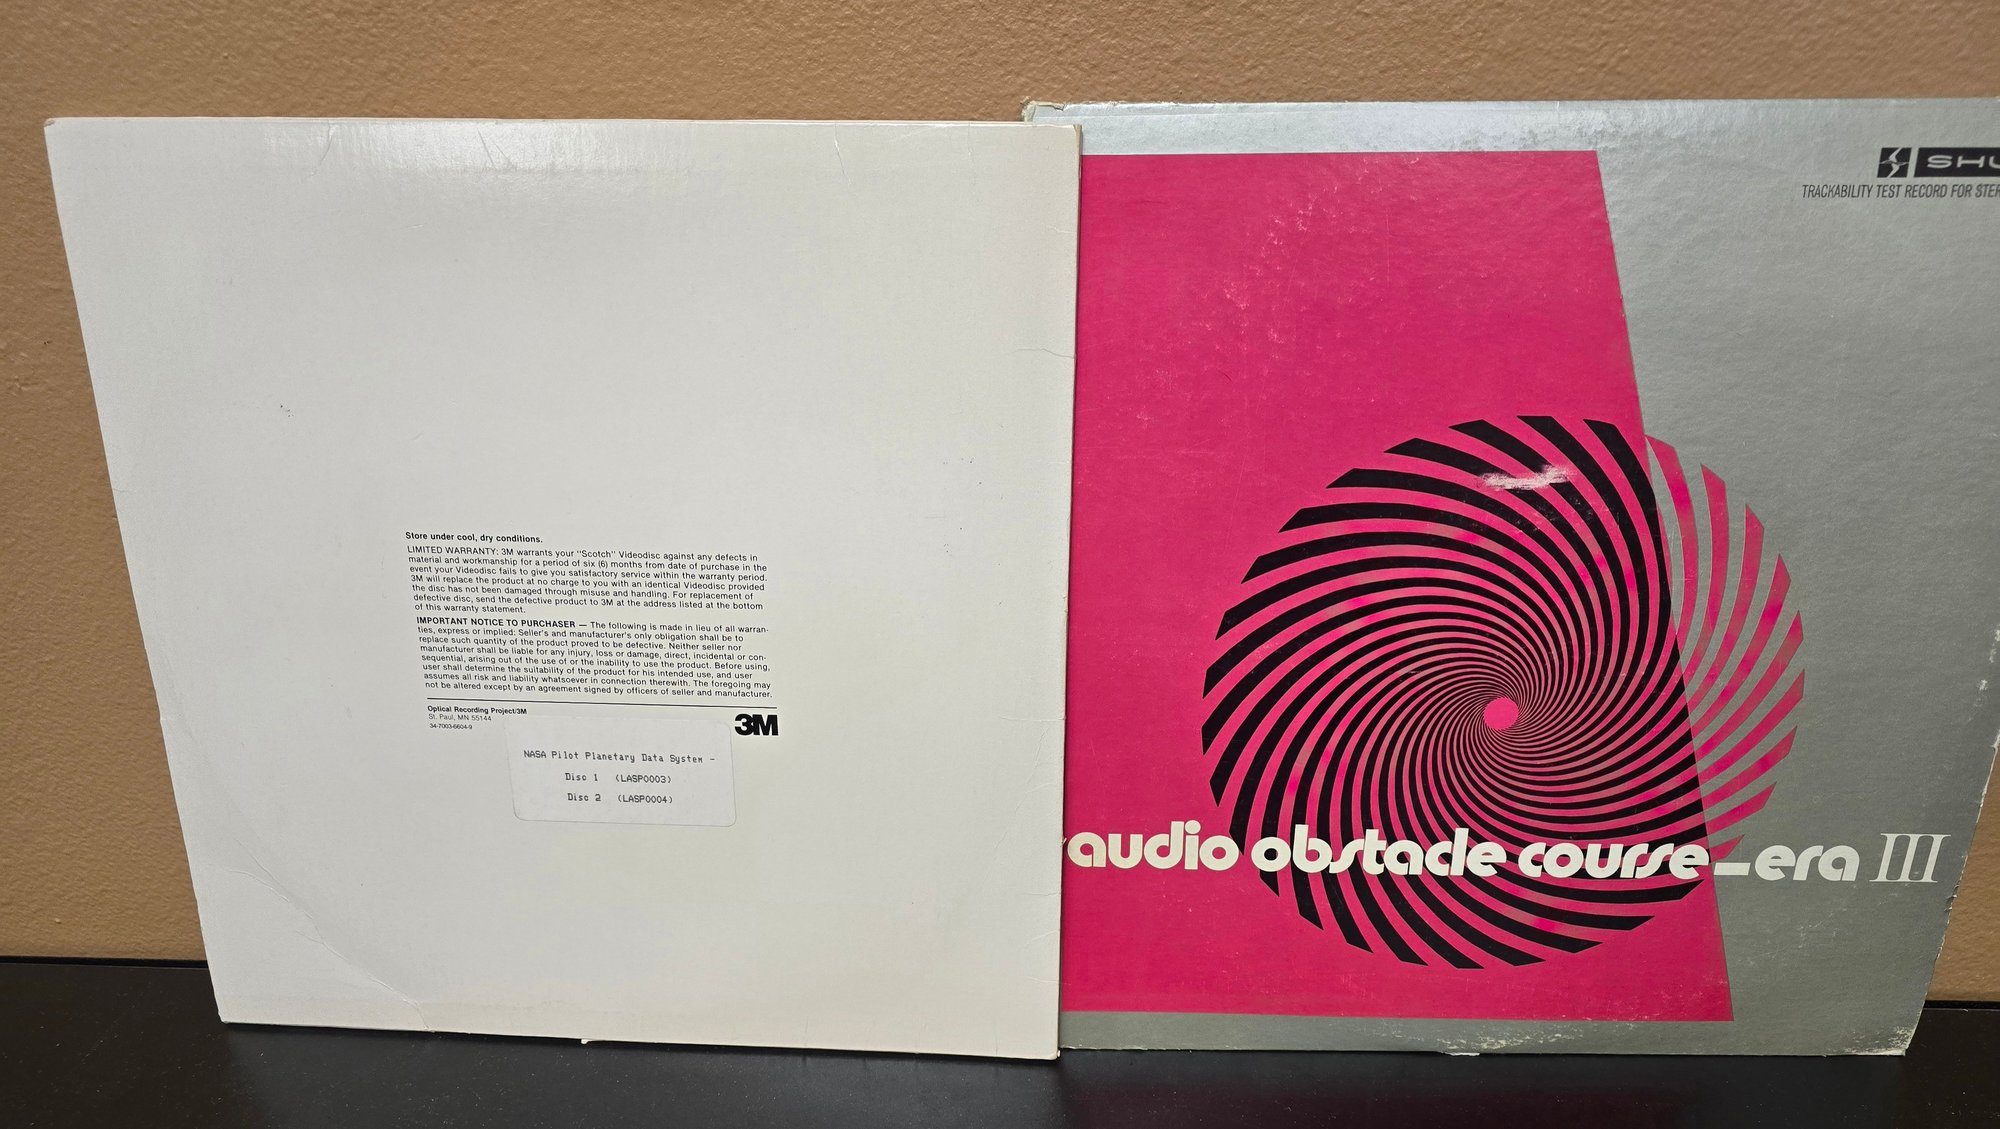 Store under cool, dry conditions.
LIMITED WARRANTY: 3M warrants your "Scotch" Videodisc against any defects in
material and workmanship for a period of six (6) months from date of purchase in the
event your Videodisc fails to give you satisfactory service within the warranty period.
3M will replace the product at no charge to you with an identical Videodisc provided
the disc has not been damaged through misuse and handling. For replacement of
defective disc, send the defective product to 3M at the address listed at the bottom
of this warranty statement.
IMPORTANT NOTICE TO PURCHASER — The following is made in lieu of all warran-
ties, express or implied: Seller's and manufacturer's only obligation shall be to
replace such quantity of the product proved to be defective. Neither seller nor
manufacturer shall be liable for any injury, loss or damage, direct, incidental or con-
sequential, arising out of the use of or the inability to use the product. Before using,
user shall determine the suitability of the product for his intended use, and user
assumes all risk and liability whatsoever in connection therewith. The foregoing may
not be altered except by an agreement signed by officers of seller and manufacturer.
Optical Recording Project/3M
St. Paul, MN 55144
34-7003-6604-9
3M
NASA Pilot Planetary Data System -
Disc 1 (LASP0003)
Disc 2 (LASP0004)
SHU
TRACKABILITY TEST RECORD FOR STER
audio obstacle course—era III